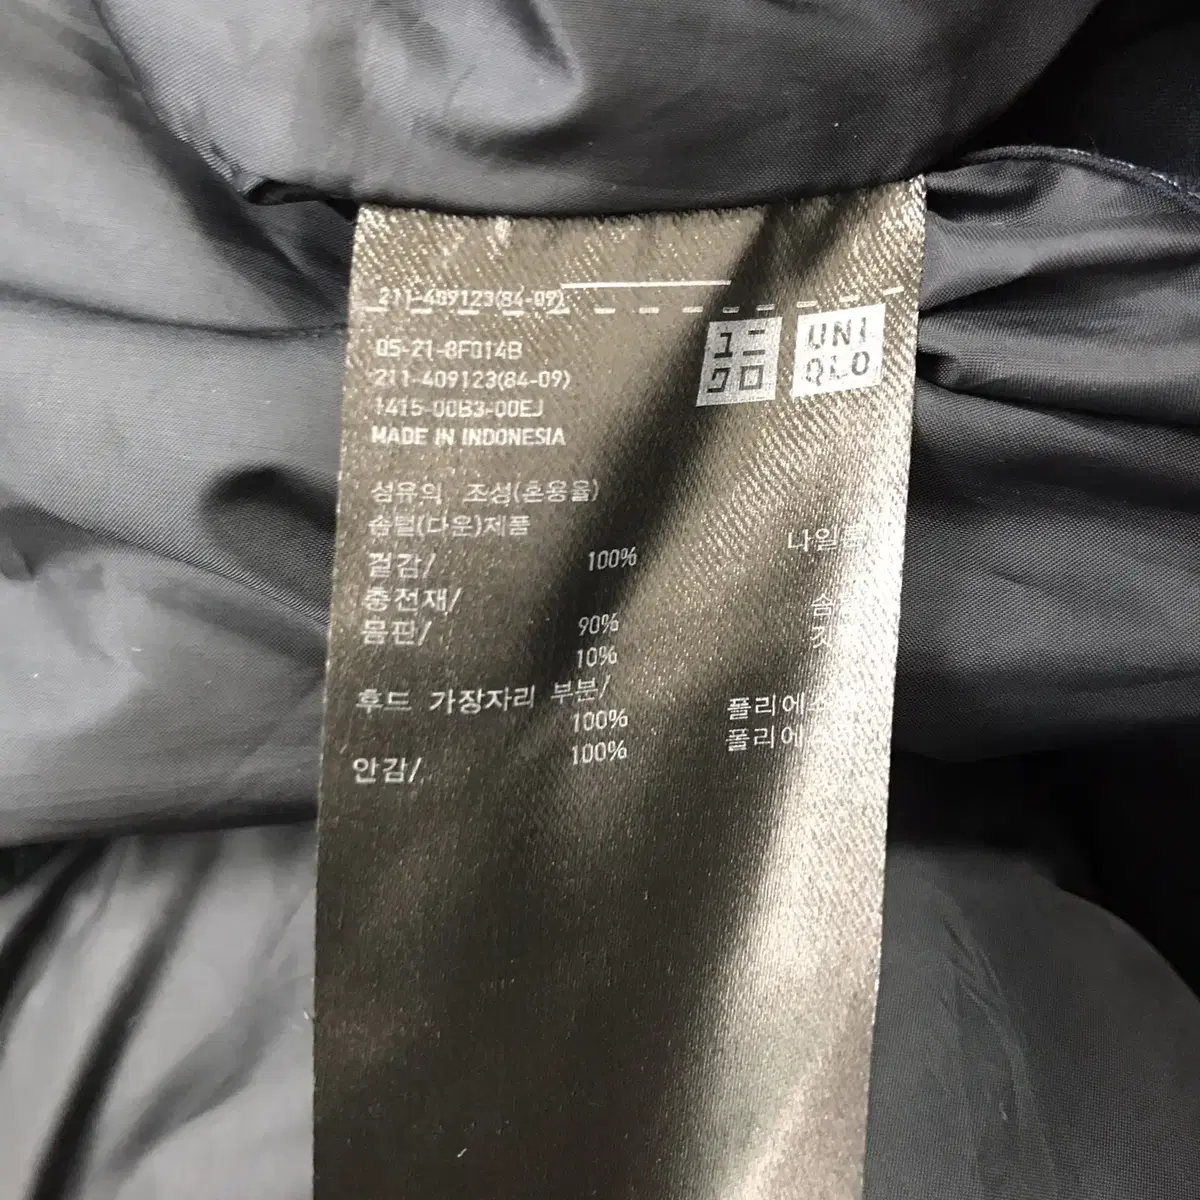 211-409123(84-09)
05-21-8F014B
211-409123(84-09)
1415-00B3-00EJ
MADE IN INDONESIA
ユニ
クロ
UNI
QLO
섬유의 조성(혼용율)
솜털(다운)제품
겉감/ 100%
충전재/
몸판/ 90%
10%
후드 가장자리 부분/
100%
안감/ 100%